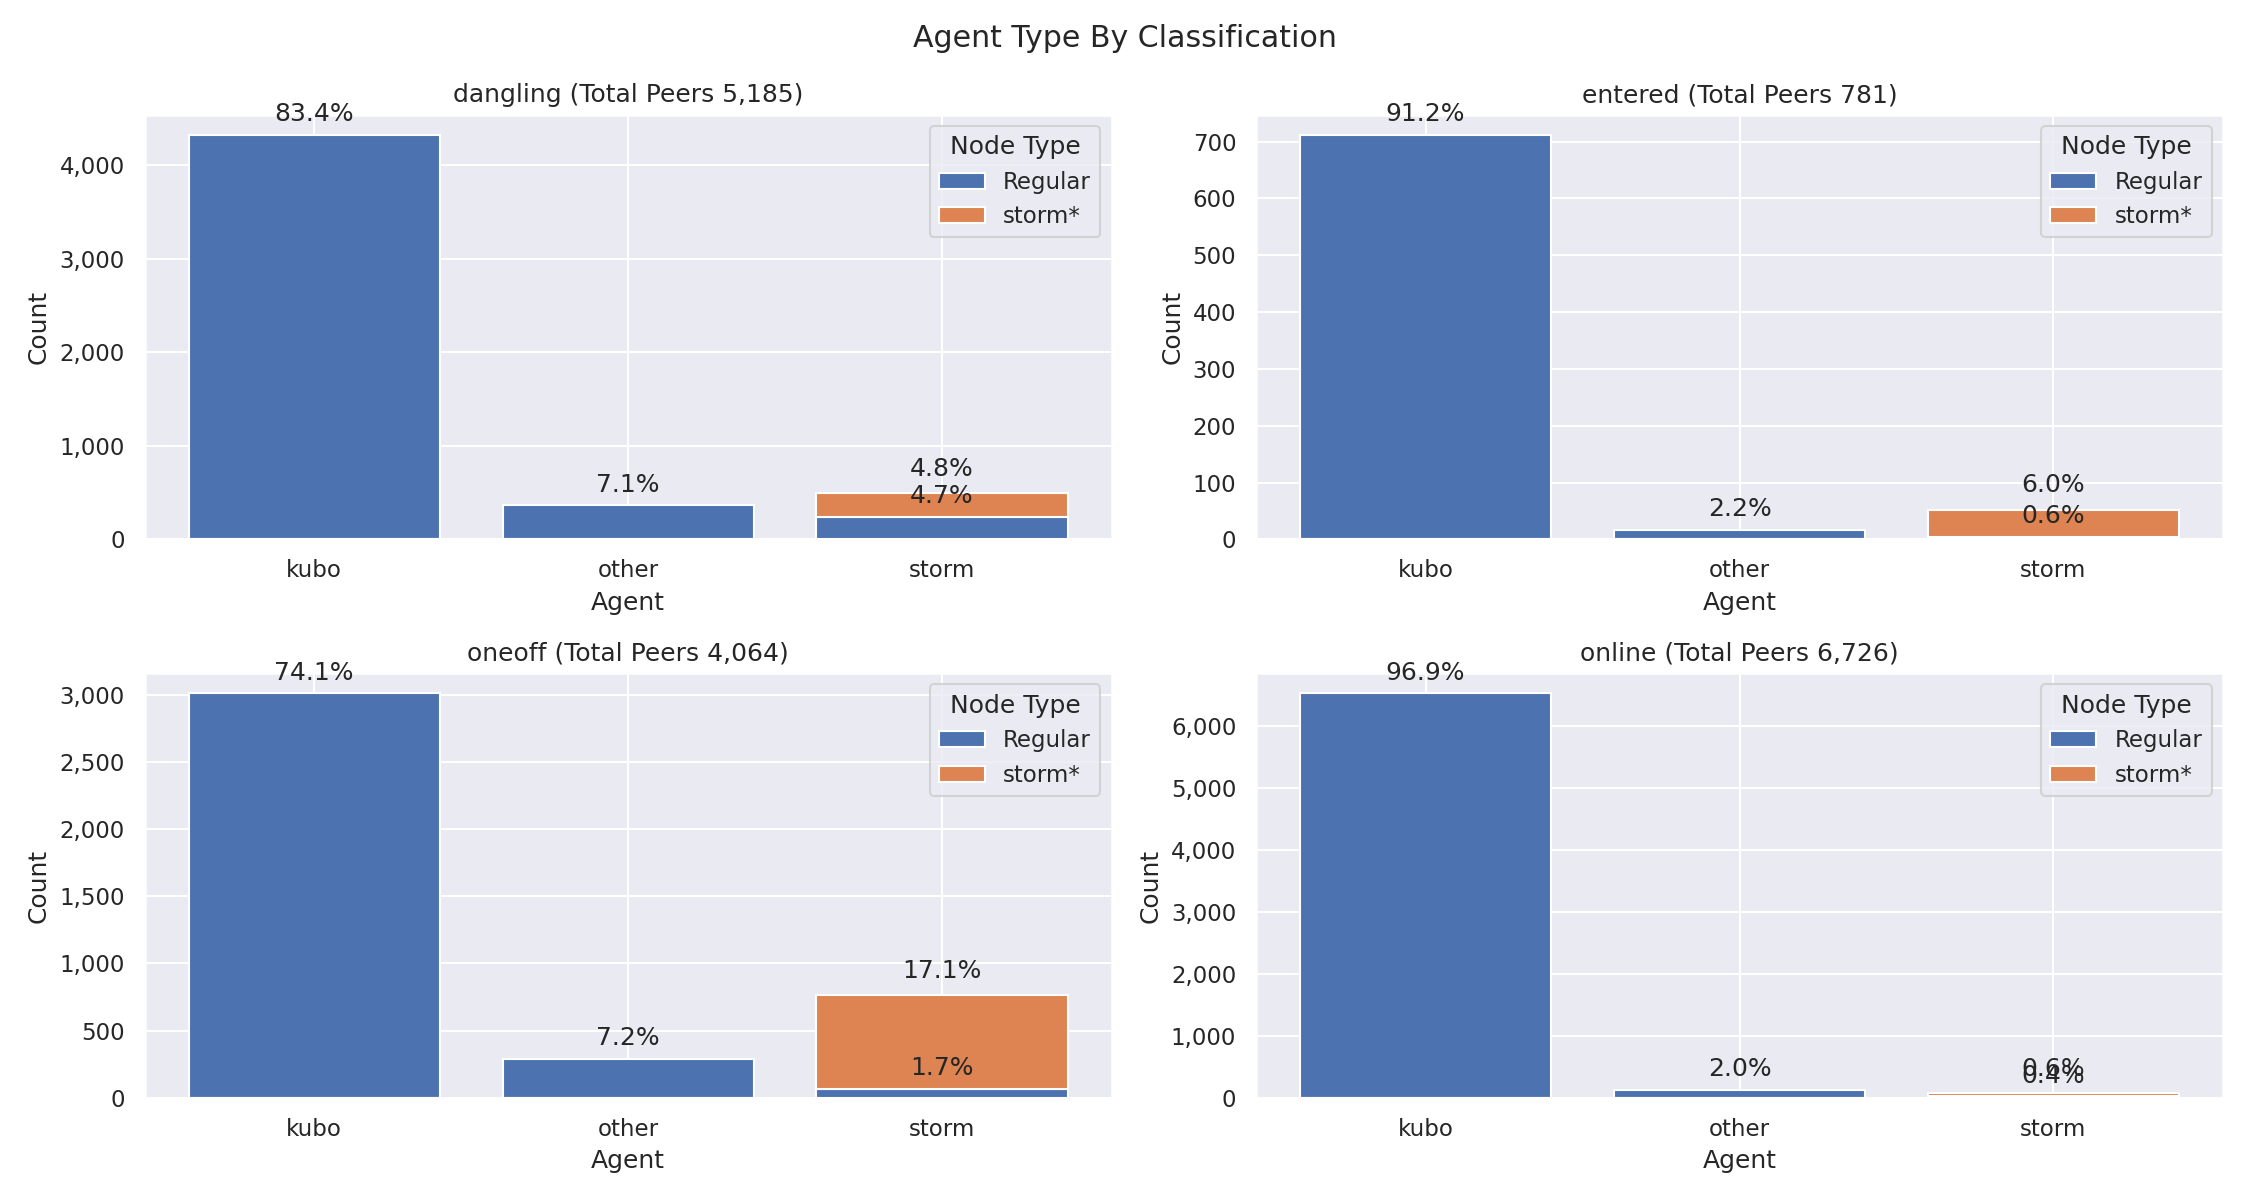 Agent Type By Classification
dangling (Total Peers 5,185)
83.4%
7.1%
4.8%
4.7%
Node Type
Regular
storm*
4,000
3,000
2,000
1,000
0
Count
kubo
other
storm
Agent
entered (Total Peers 781)
91.2%
2.2%
6.0%
0.6%
Node Type
Regular
storm*
700
600
500
400
300
200
100
0
Count
kubo
other
storm
Agent
oneoff (Total Peers 4,064)
74.1%
7.2%
17.1%
1.7%
Node Type
Regular
storm*
3,000
2,500
2,000
1,500
1,000
500
0
Count
kubo
other
storm
Agent
online (Total Peers 6,726)
96.9%
2.0%
0.6%
0.4%
Node Type
Regular
storm*
6,000
5,000
4,000
3,000
2,000
1,000
0
Count
kubo
other
storm
Agent